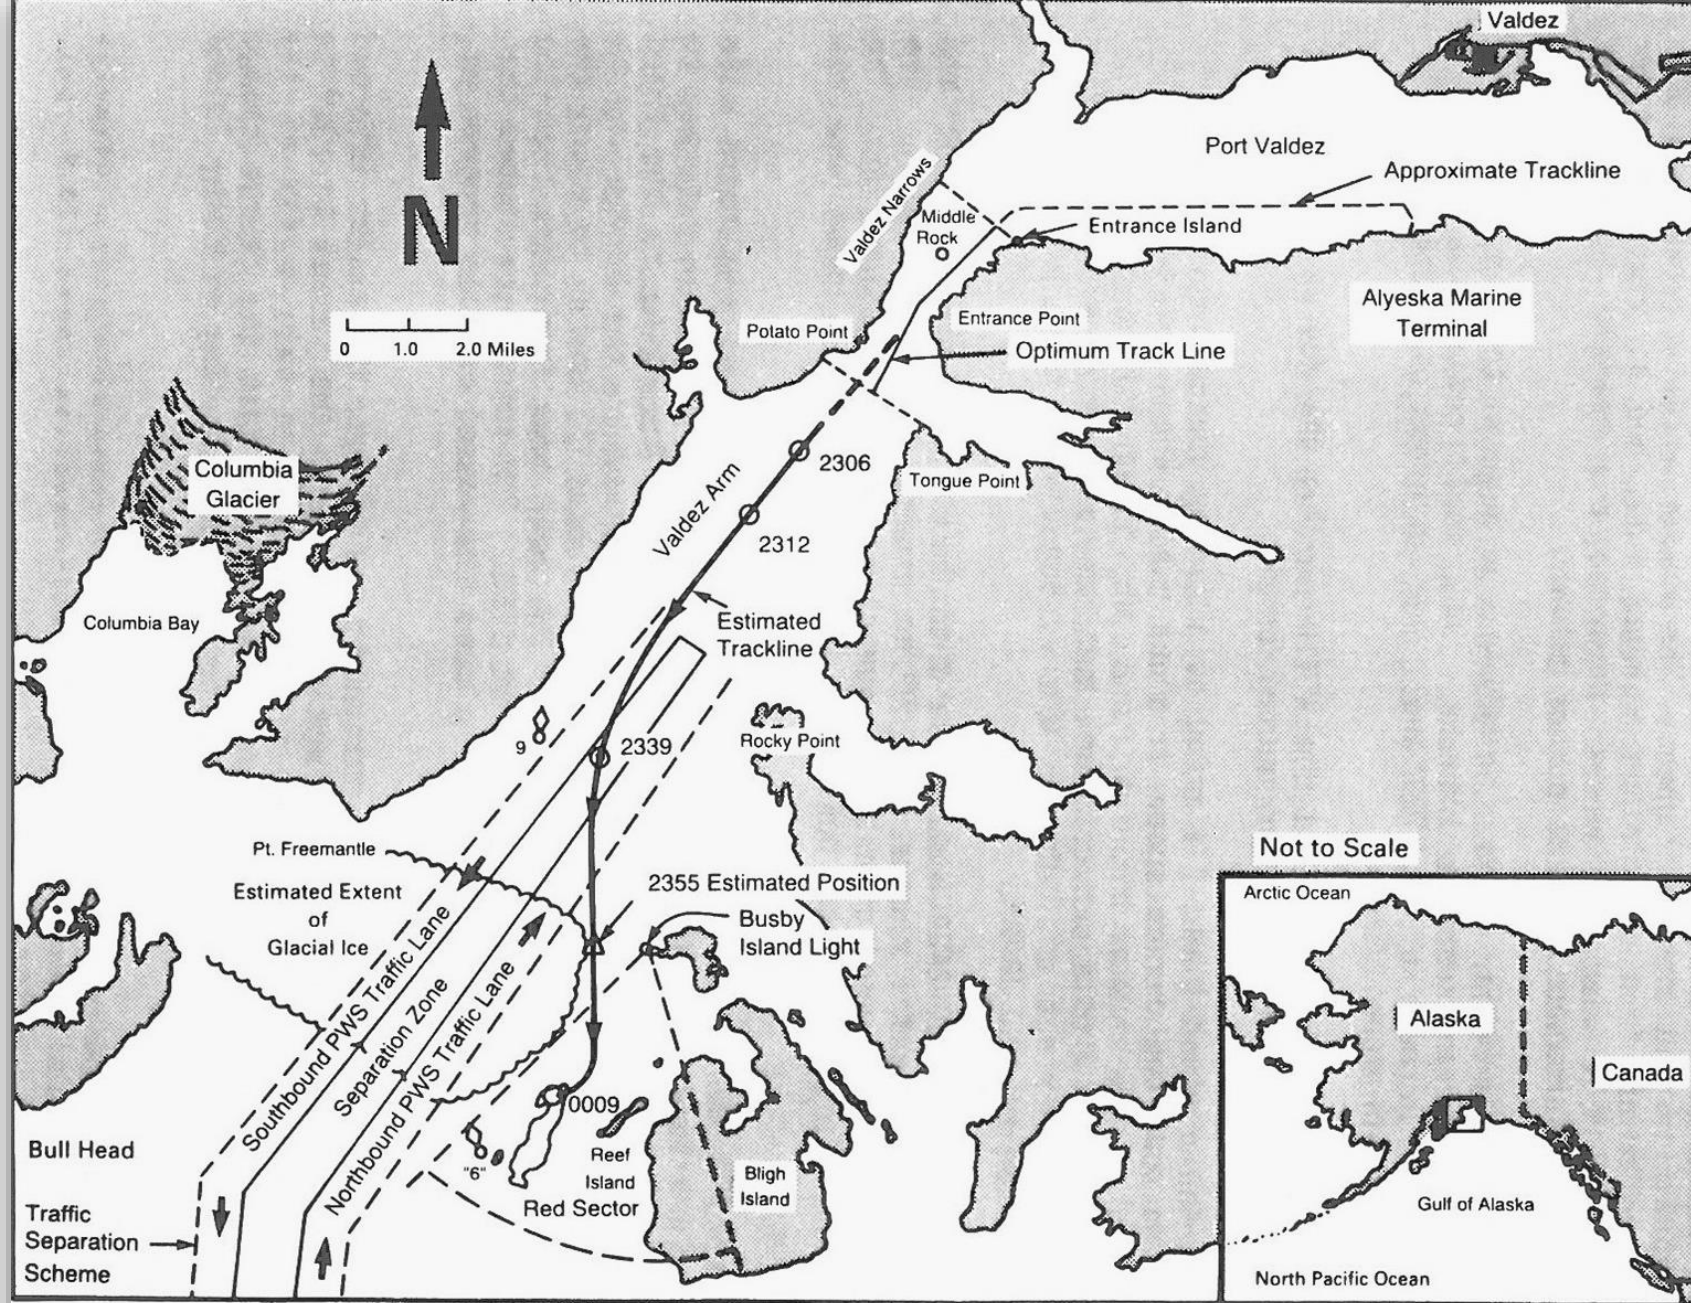 Valdez
Port Valdez
Approximate Trackline
Valdez Narrows
Middle
Rock
Entrance Island
N
Alyeska Marine
Terminal
0 1.0 2.0 Miles
Potato Point
Entrance Point
Optimum Track Line
Columbia
Glacier
2306
Valdez Arm
Tongue Point
2312
Columbia Bay
Estimated
Trackline
9
2339
Rocky Point
Pt. Freemantle
Not to Scale
2355 Estimated Position
Estimated Extent
of
Glacial Ice
Busby
Island Light
Southbound PWS Traffic Lane
Separation Zone
Northbound PWS Traffic Lane
0009
Bull Head
"6"
Reef
Island
Red Sector
Bligh
Island
Traffic
Separation
Scheme
Arctic Ocean
Alaska
Canada
Gulf of Alaska
North Pacific Ocean